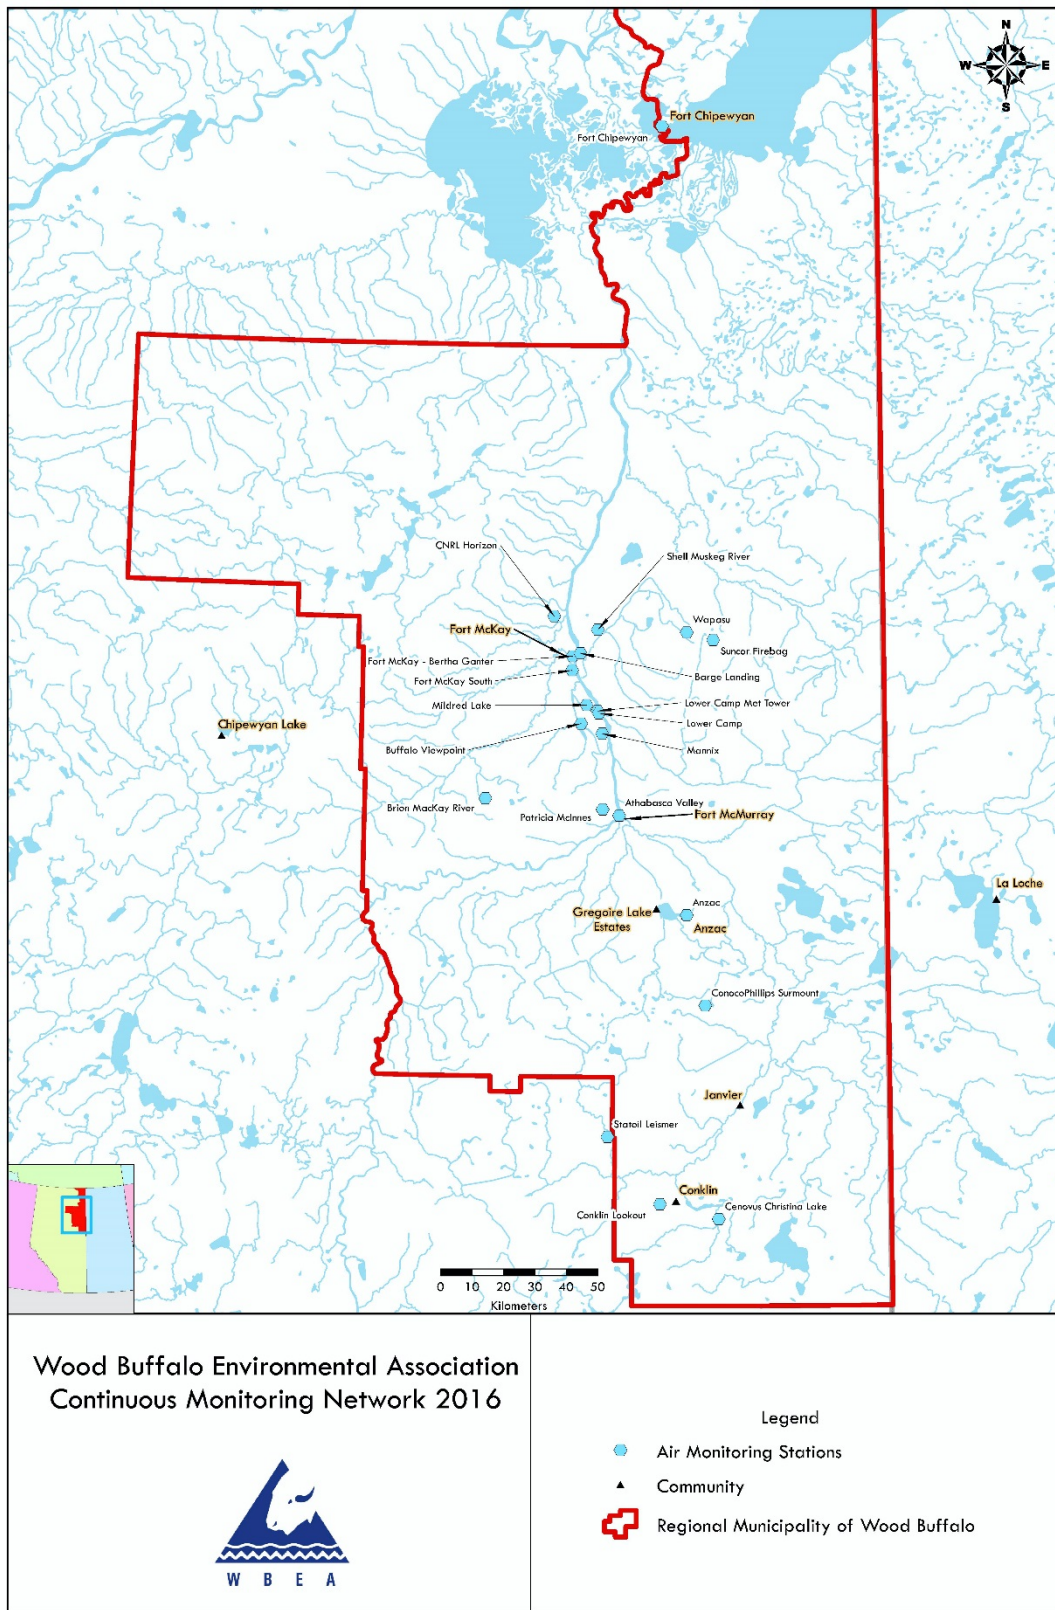 N
W E
S
Fort Chipewyan
Fort Chipewyan
CNRL Horizon
Shell Muskeg River
Wapasu
Fort McKay
Suncor Firebag
Fort McKay - Bertha Ganter
Barge Landing
Fort McKay South
Mildred Lake
Lower Camp Met Tower
Lower Camp
Chipewyan Lake
Buffalo Viewpoint
Mannix
Brion MacKay River
Athabasca Valley
Patricia McInnes
Fort McMurray
La Loche
Anzac
Gregoire Lake
Estates
Anzac
ConocoPhillips Surmount
Janvier
Statoil Leismer
Conklin
Conklin Lookout
Cenovus Christina Lake
0 10 20 30 40 50
Kilometers
Wood Buffalo Environmental Association
Continuous Monitoring Network 2016
W B E A
Legend
Air Monitoring Stations
Community
Regional Municipality of Wood Buffalo